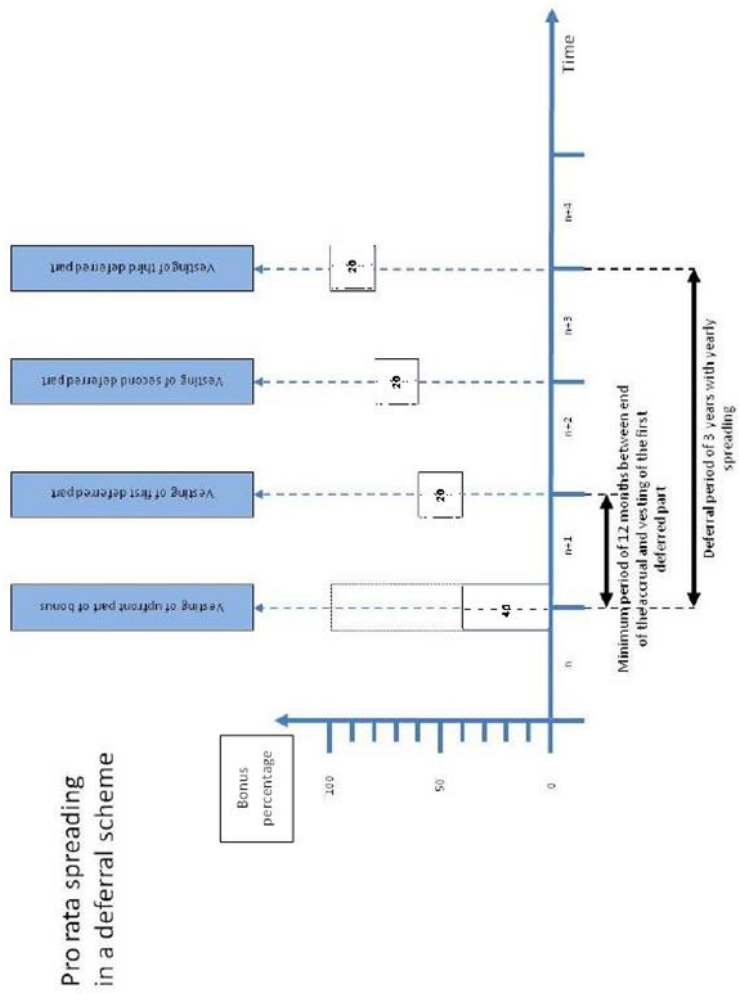 Pro rata spreading
in a deferral scheme
Vesting of upfront part of bonus
Vesting of first deferred part
Vesting of second deferred part
Vesting of third deferred part
Bonus
percentage
100
50
0
40
20
20
20
n
n+1
n+2
n+3
n+4
Time
Minimum period of 12 months between end
of the accrual and vesting of the first
deferred part
Deferral period of 3 years with yearly
spreading